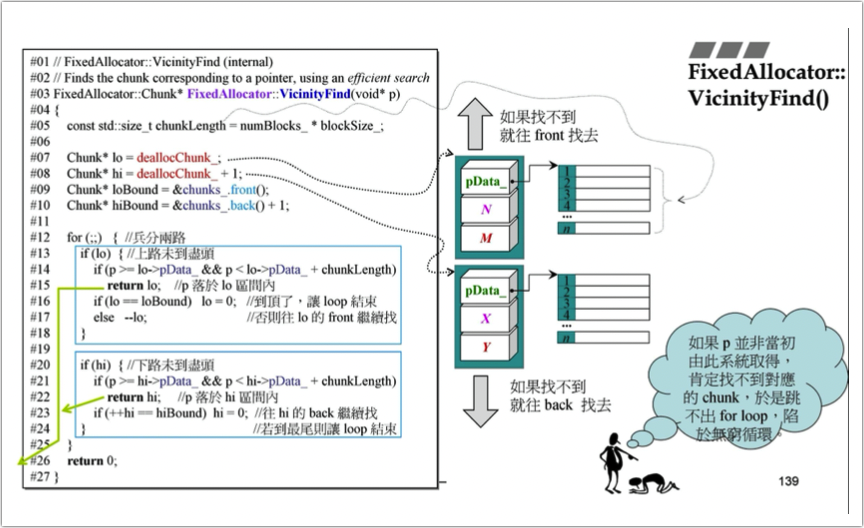 #01 // FixedAllocator::VicinityFind (internal)
#02 // Finds the chunk corresponding to a pointer, using an efficient search
#03 FixedAllocator::Chunk* FixedAllocator::VicinityFind(void* p)
#04 {
#05 const std::size_t chunkLength = numBlocks_ * blockSize_;
#06
#07 Chunk* lo = deallocChunk_;
#08 Chunk* hi = deallocChunk_ + 1;
#09 Chunk* loBound = &chunks_.front();
#10 Chunk* hiBound = &chunks_.back() + 1;
#11
#12 for (;;) { //兵分兩路
#13 if (lo) { //上路未到盡頭
#14 if (p >= lo->pData_ && p < lo->pData_ + chunkLength)
#15 return lo; //p 落於 lo 區間內
#16 if (lo == loBound) lo = 0; //到頂了，讓 loop 結束
#17 else --lo; //否則往 lo 的 front 繼續找
#18 }
#19
#20 if (hi) { //下路未到盡頭
#21 if (p >= hi->pData_ && p < hi->pData_ + chunkLength)
#22 return hi; //p 落於 hi 區間內
#23 if (++hi == hiBound) hi = 0; //往 hi 的 back 繼續找
#24 } //若到最尾則讓 loop 結束
#25 }
#26 return 0;
#27 }
FixedAllocator::
VicinityFind()
如果找不到
就往 front 找去
pData_
N
M
1
2
3
4
...
n
pData_
X
Y
1
2
3
4
...
n
如果找不到
就往 back 找去
如果 p 並非當初
由此系統取得，
肯定找不到對應
的 chunk，於是跳
不出 for loop，陷
於無窮循環。
139